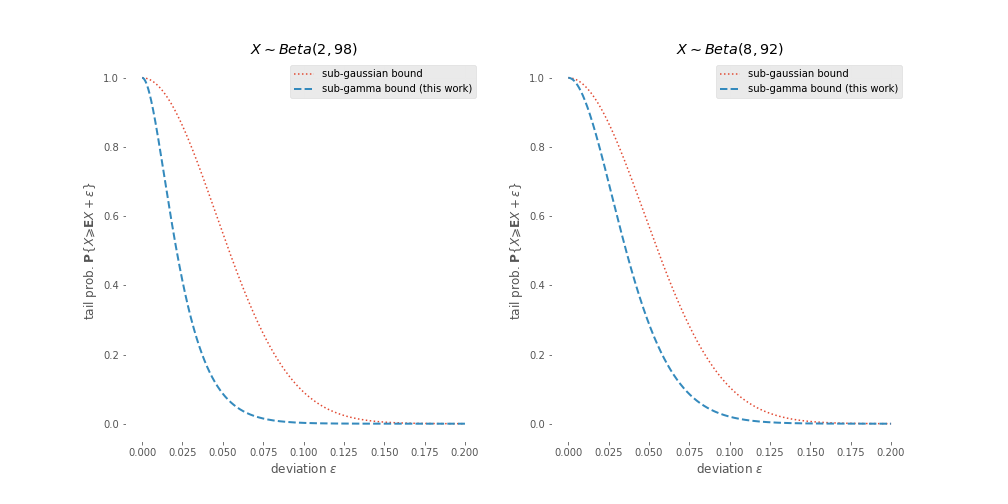 X ~ Beta(2, 98)
sub-gaussian bound
sub-gamma bound (this work)
1.0
0.8
0.6
0.4
0.2
0.0
tail prob. P{X⩾EX + ε}
0.000 0.025 0.050 0.075 0.100 0.125 0.150 0.175 0.200
deviation ε
X ~ Beta(8, 92)
sub-gaussian bound
sub-gamma bound (this work)
1.0
0.8
0.6
0.4
0.2
0.0
tail prob. P{X⩾EX + ε}
0.000 0.025 0.050 0.075 0.100 0.125 0.150 0.175 0.200
deviation ε